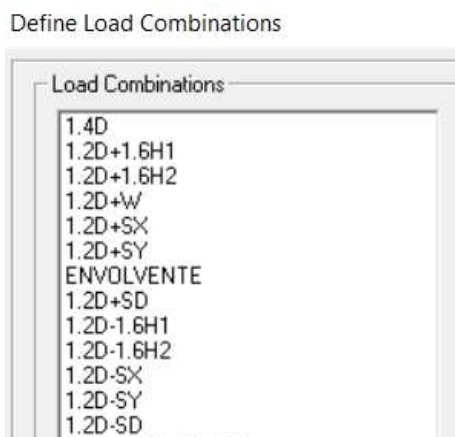 Define Load Combinations
Load Combinations
1.4D
1.2D+1.6H1
1.2D+1.6H2
1.2D+W
1.2D+SX
1.2D+SY
ENVOLVENTE
1.2D+SD
1.2D-1.6H1
1.2D-1.6H2
1.2D-SX
1.2D-SY
1.2D-SD